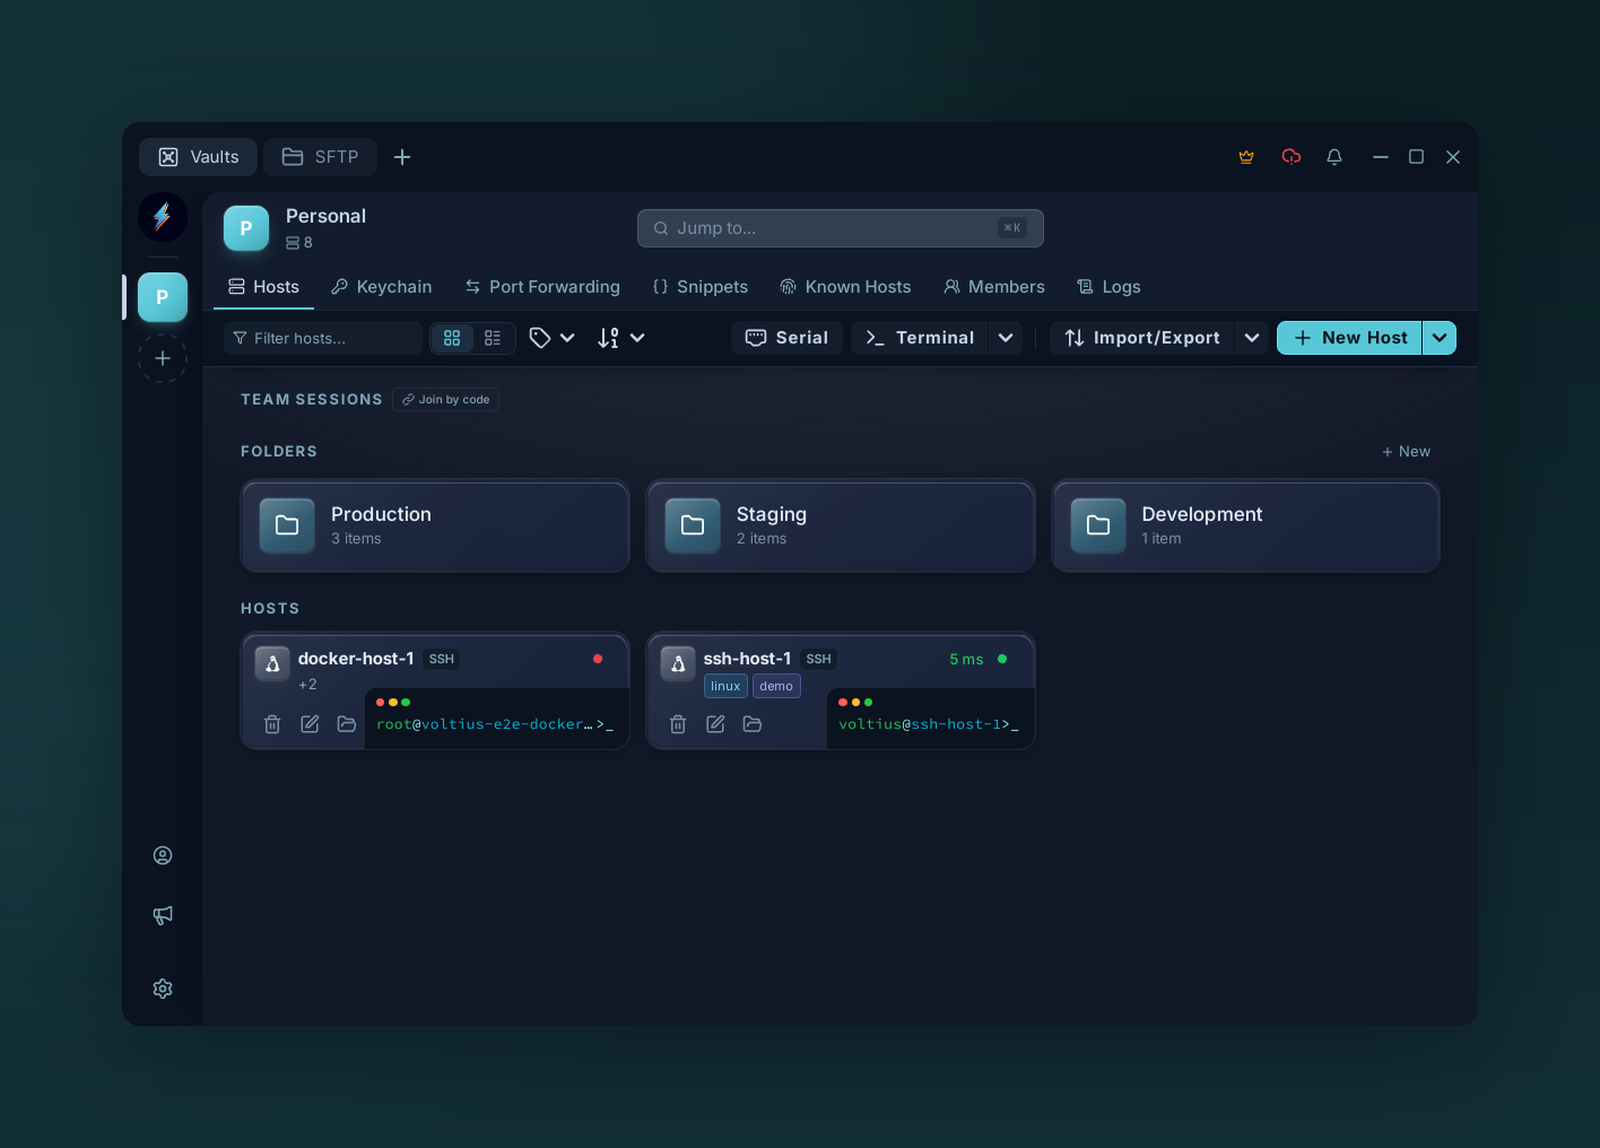 Vaults
SFTP
P
Personal
8
Jump to...
⌘K
P
Hosts
Keychain
Port Forwarding
Snippets
Known Hosts
Members
Logs
Filter hosts...
Serial
Terminal
Import/Export
New Host
TEAM SESSIONS
Join by code
FOLDERS
+ New
Production
3 items
Staging
2 items
Development
1 item
HOSTS
docker-host-1 SSH
+2
root@voltius-e2e-docker… >_
ssh-host-1 SSH
5 ms
linux demo
voltius@ssh-host-1>_